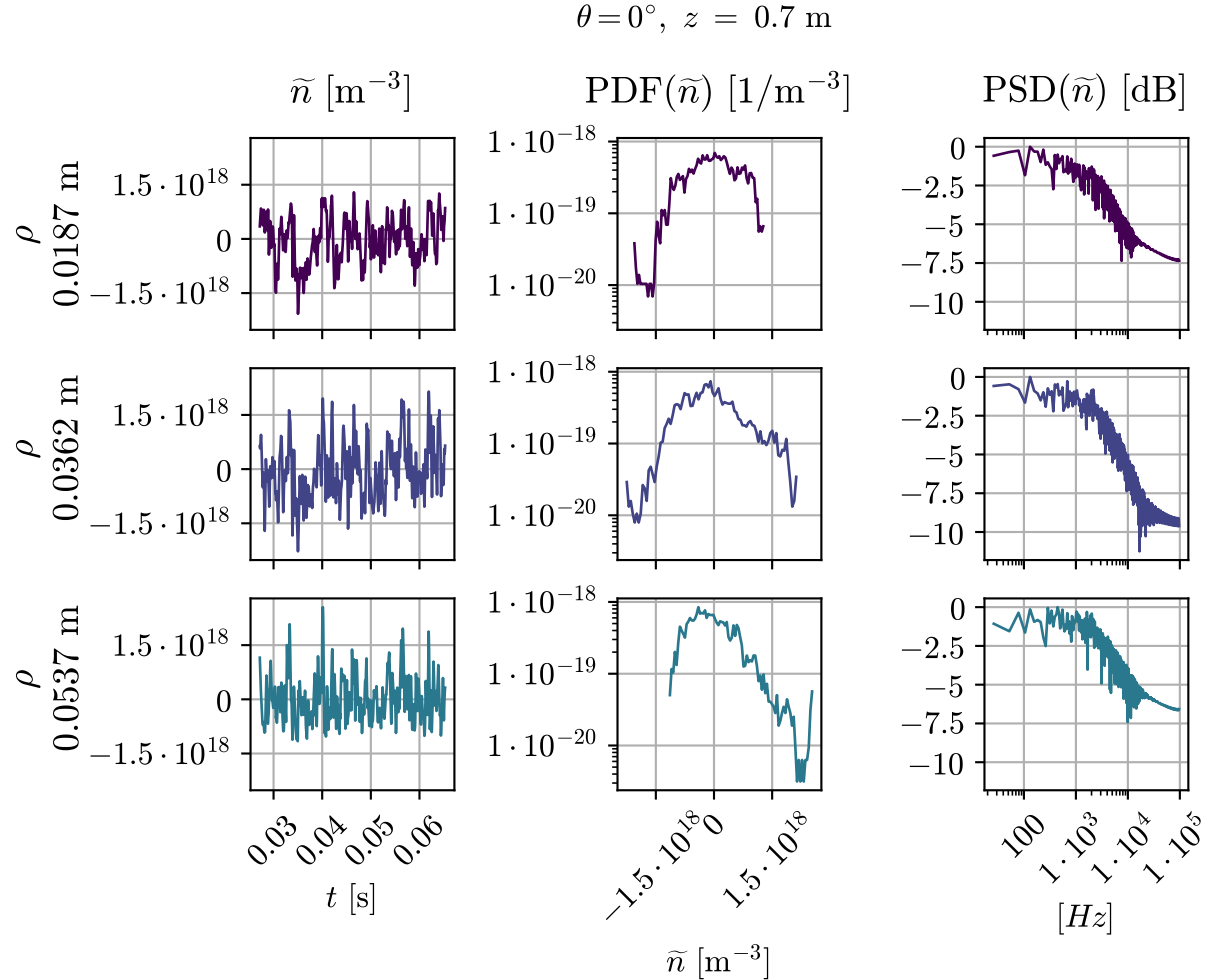 θ = 0°, z = 0.7 m
ñ [m⁻³]
PDF(ñ) [1/m⁻³]
PSD(ñ) [dB]
ρ
0.0187 m
1.5 · 10¹⁸
0
−1.5 · 10¹⁸
1 · 10⁻¹⁸
1 · 10⁻¹⁹
1 · 10⁻²⁰
0
−2.5
−5
−7.5
−10
ρ
0.0362 m
1.5 · 10¹⁸
0
−1.5 · 10¹⁸
1 · 10⁻¹⁸
1 · 10⁻¹⁹
1 · 10⁻²⁰
0
−2.5
−5
−7.5
−10
ρ
0.0537 m
1.5 · 10¹⁸
0
−1.5 · 10¹⁸
1 · 10⁻¹⁸
1 · 10⁻¹⁹
1 · 10⁻²⁰
0
−2.5
−5
−7.5
−10
0.03
0.04
0.05
0.06
t [s]
−1.5 · 10¹⁸
0
1.5 · 10¹⁸
ñ [m⁻³]
100
1 · 10³
1 · 10⁴
1 · 10⁵
[Hz]